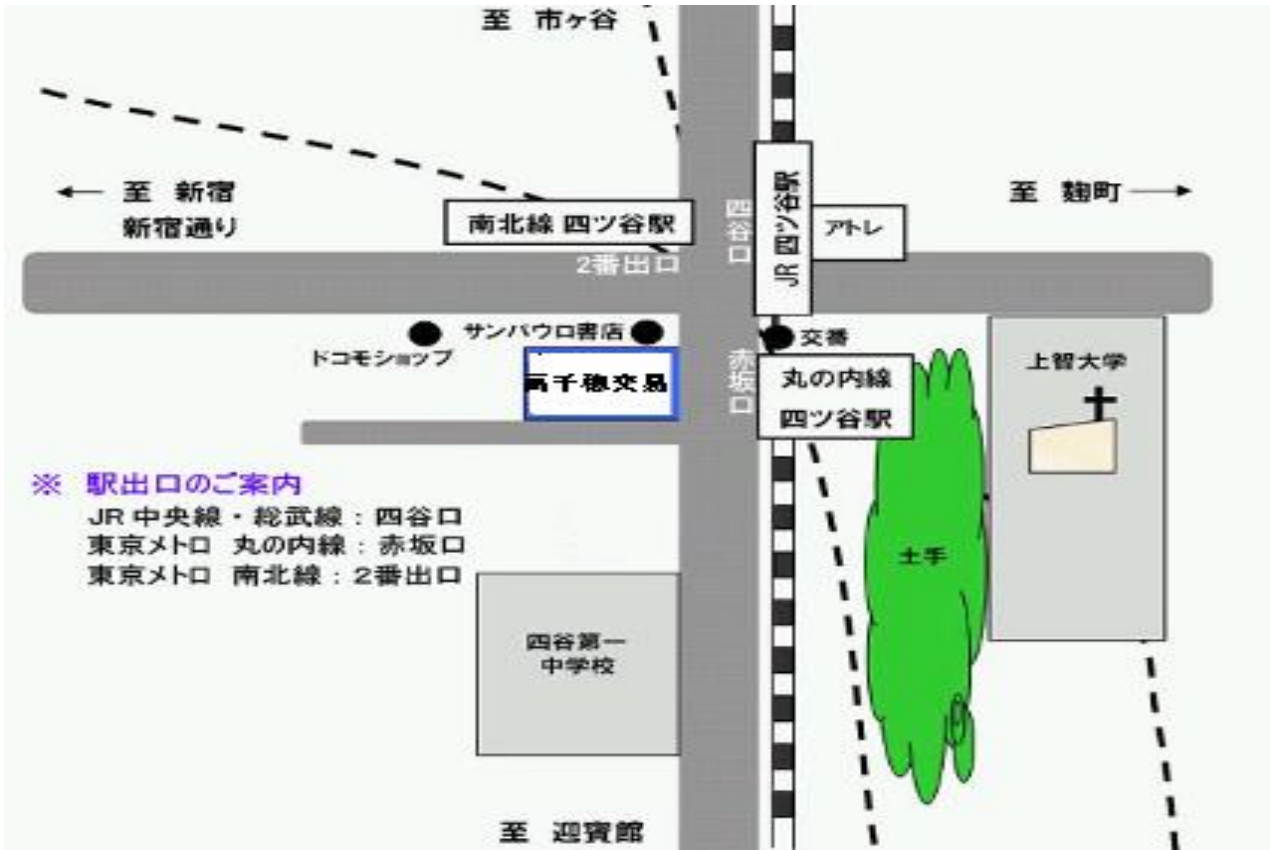 至 市ヶ谷
← 至 新宿
新宿通り
南北線 四ツ谷駅
2番出口
四谷口
JR 四ツ谷駅
アトレ
至 麹町 →
サンパウロ書店
ドコモショップ
高千穂交易
赤坂口
交番
丸の内線
四ツ谷駅
上智大学
※ 駅出口のご案内
JR 中央線・総武線：四谷口
東京メトロ 丸の内線：赤坂口
東京メトロ 南北線：2番出口
土手
四谷第一
中学校
至 迎賓館